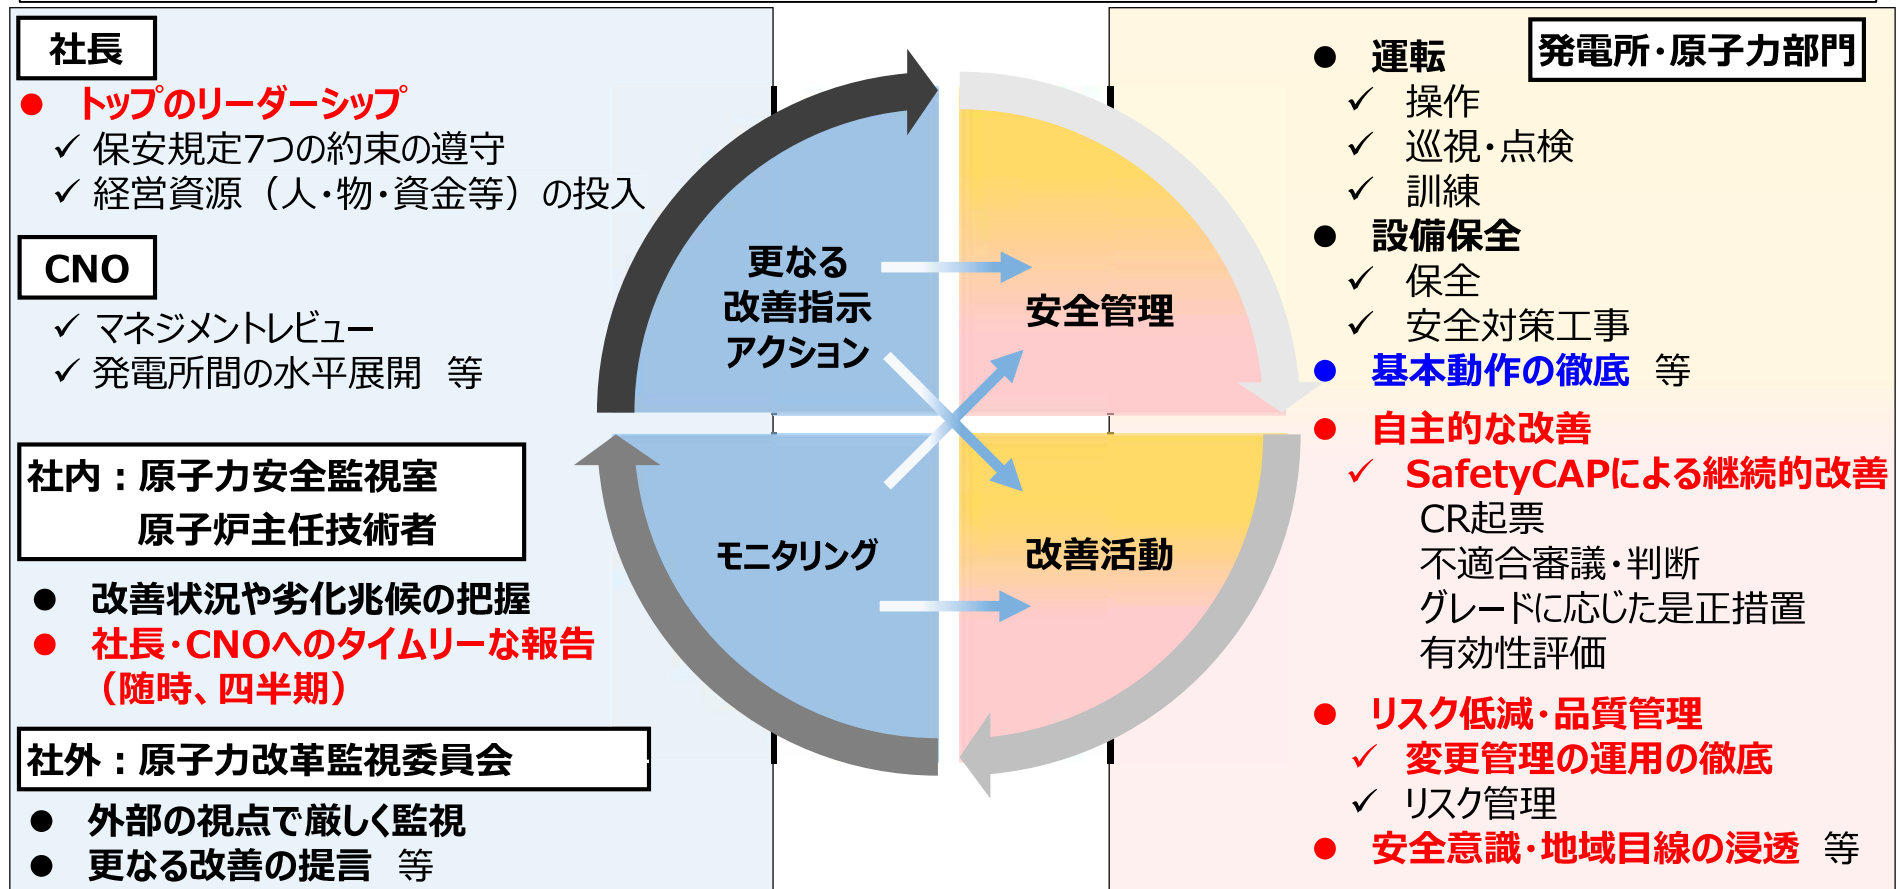 社長
● トップのリーダーシップ
✓ 保安規定7つの約束の遵守
✓ 経営資源（人・物・資金等）の投入
CNO
✓ マネジメントレビュー
✓ 発電所間の水平展開 等
社内：原子力安全監視室
原子炉主任技術者
● 改善状況や劣化兆候の把握
● 社長・CNOへのタイムリーな報告
（随時、四半期）
社外：原子力改革監視委員会
● 外部の視点で厳しく監視
● 更なる改善の提言 等
更なる
改善指示
アクション
安全管理
モニタリング
改善活動
発電所・原子力部門
● 運転
✓ 操作
✓ 巡視・点検
✓ 訓練
● 設備保全
✓ 保全
✓ 安全対策工事
● 基本動作の徹底 等
● 自主的な改善
✓ SafetyCAPによる継続的改善
CR起票
不適合審議・判断
グレードに応じた是正措置
有効性評価
● リスク低減・品質管理
✓ 変更管理の運用の徹底
✓ リスク管理
● 安全意識・地域目線の浸透 等